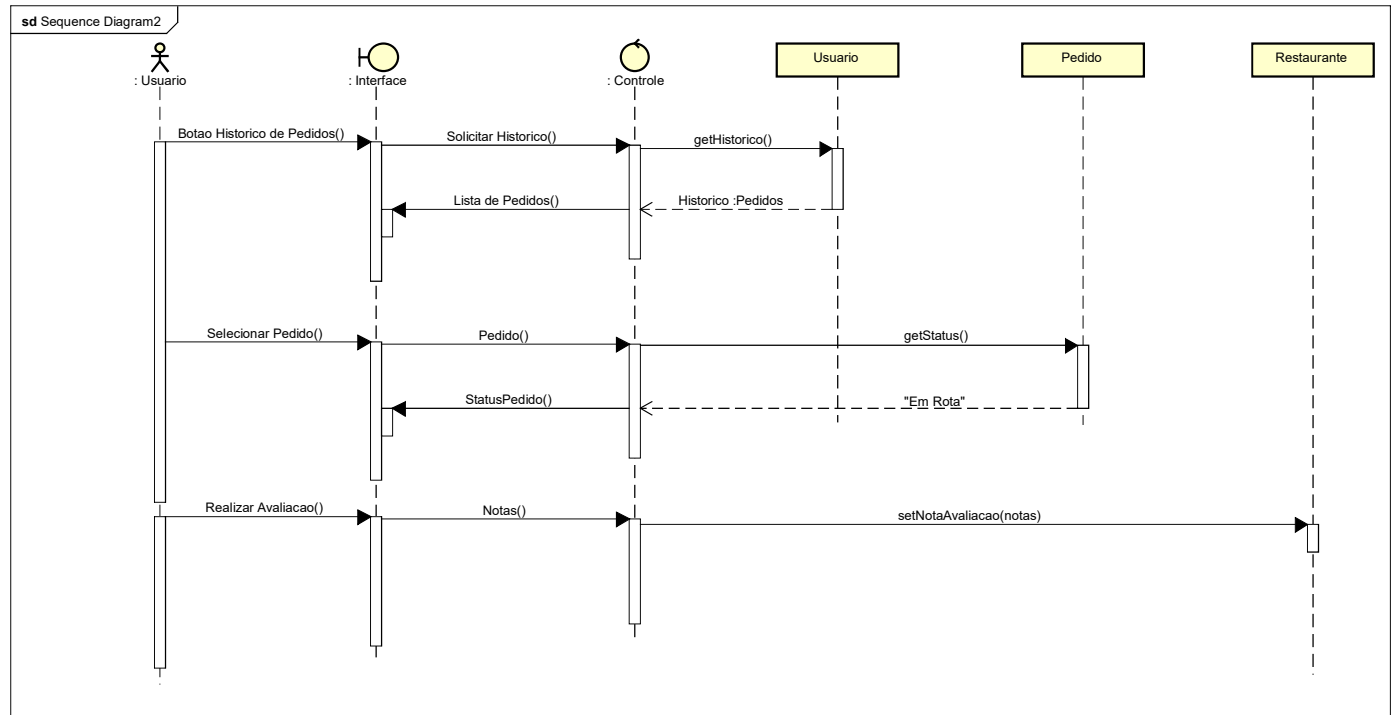 sd Sequence Diagram2
: Usuario
: Interface
: Controle
Usuario
Pedido
Restaurante
Botao Historico de Pedidos()
Solicitar Historico()
getHistorico()
Lista de Pedidos()
Historico :Pedidos
Selecionar Pedido()
Pedido()
getStatus()
StatusPedido()
"Em Rota"
Realizar Avaliacao()
Notas()
setNotaAvaliacao(notas)